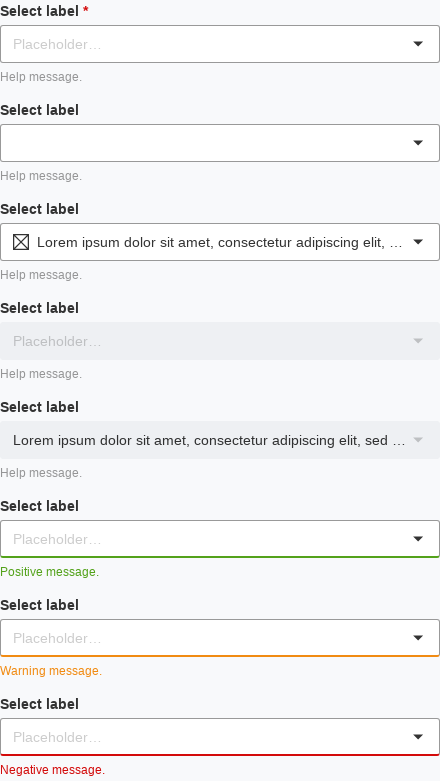 Select label *
Placeholder…
Help message.
Select label
Help message.
Select label
Lorem ipsum dolor sit amet, consectetur adipiscing elit, …
Help message.
Select label
Placeholder…
Help message.
Select label
Lorem ipsum dolor sit amet, consectetur adipiscing elit, sed …
Help message.
Select label
Placeholder…
Positive message.
Select label
Placeholder…
Warning message.
Select label
Placeholder…
Negative message.